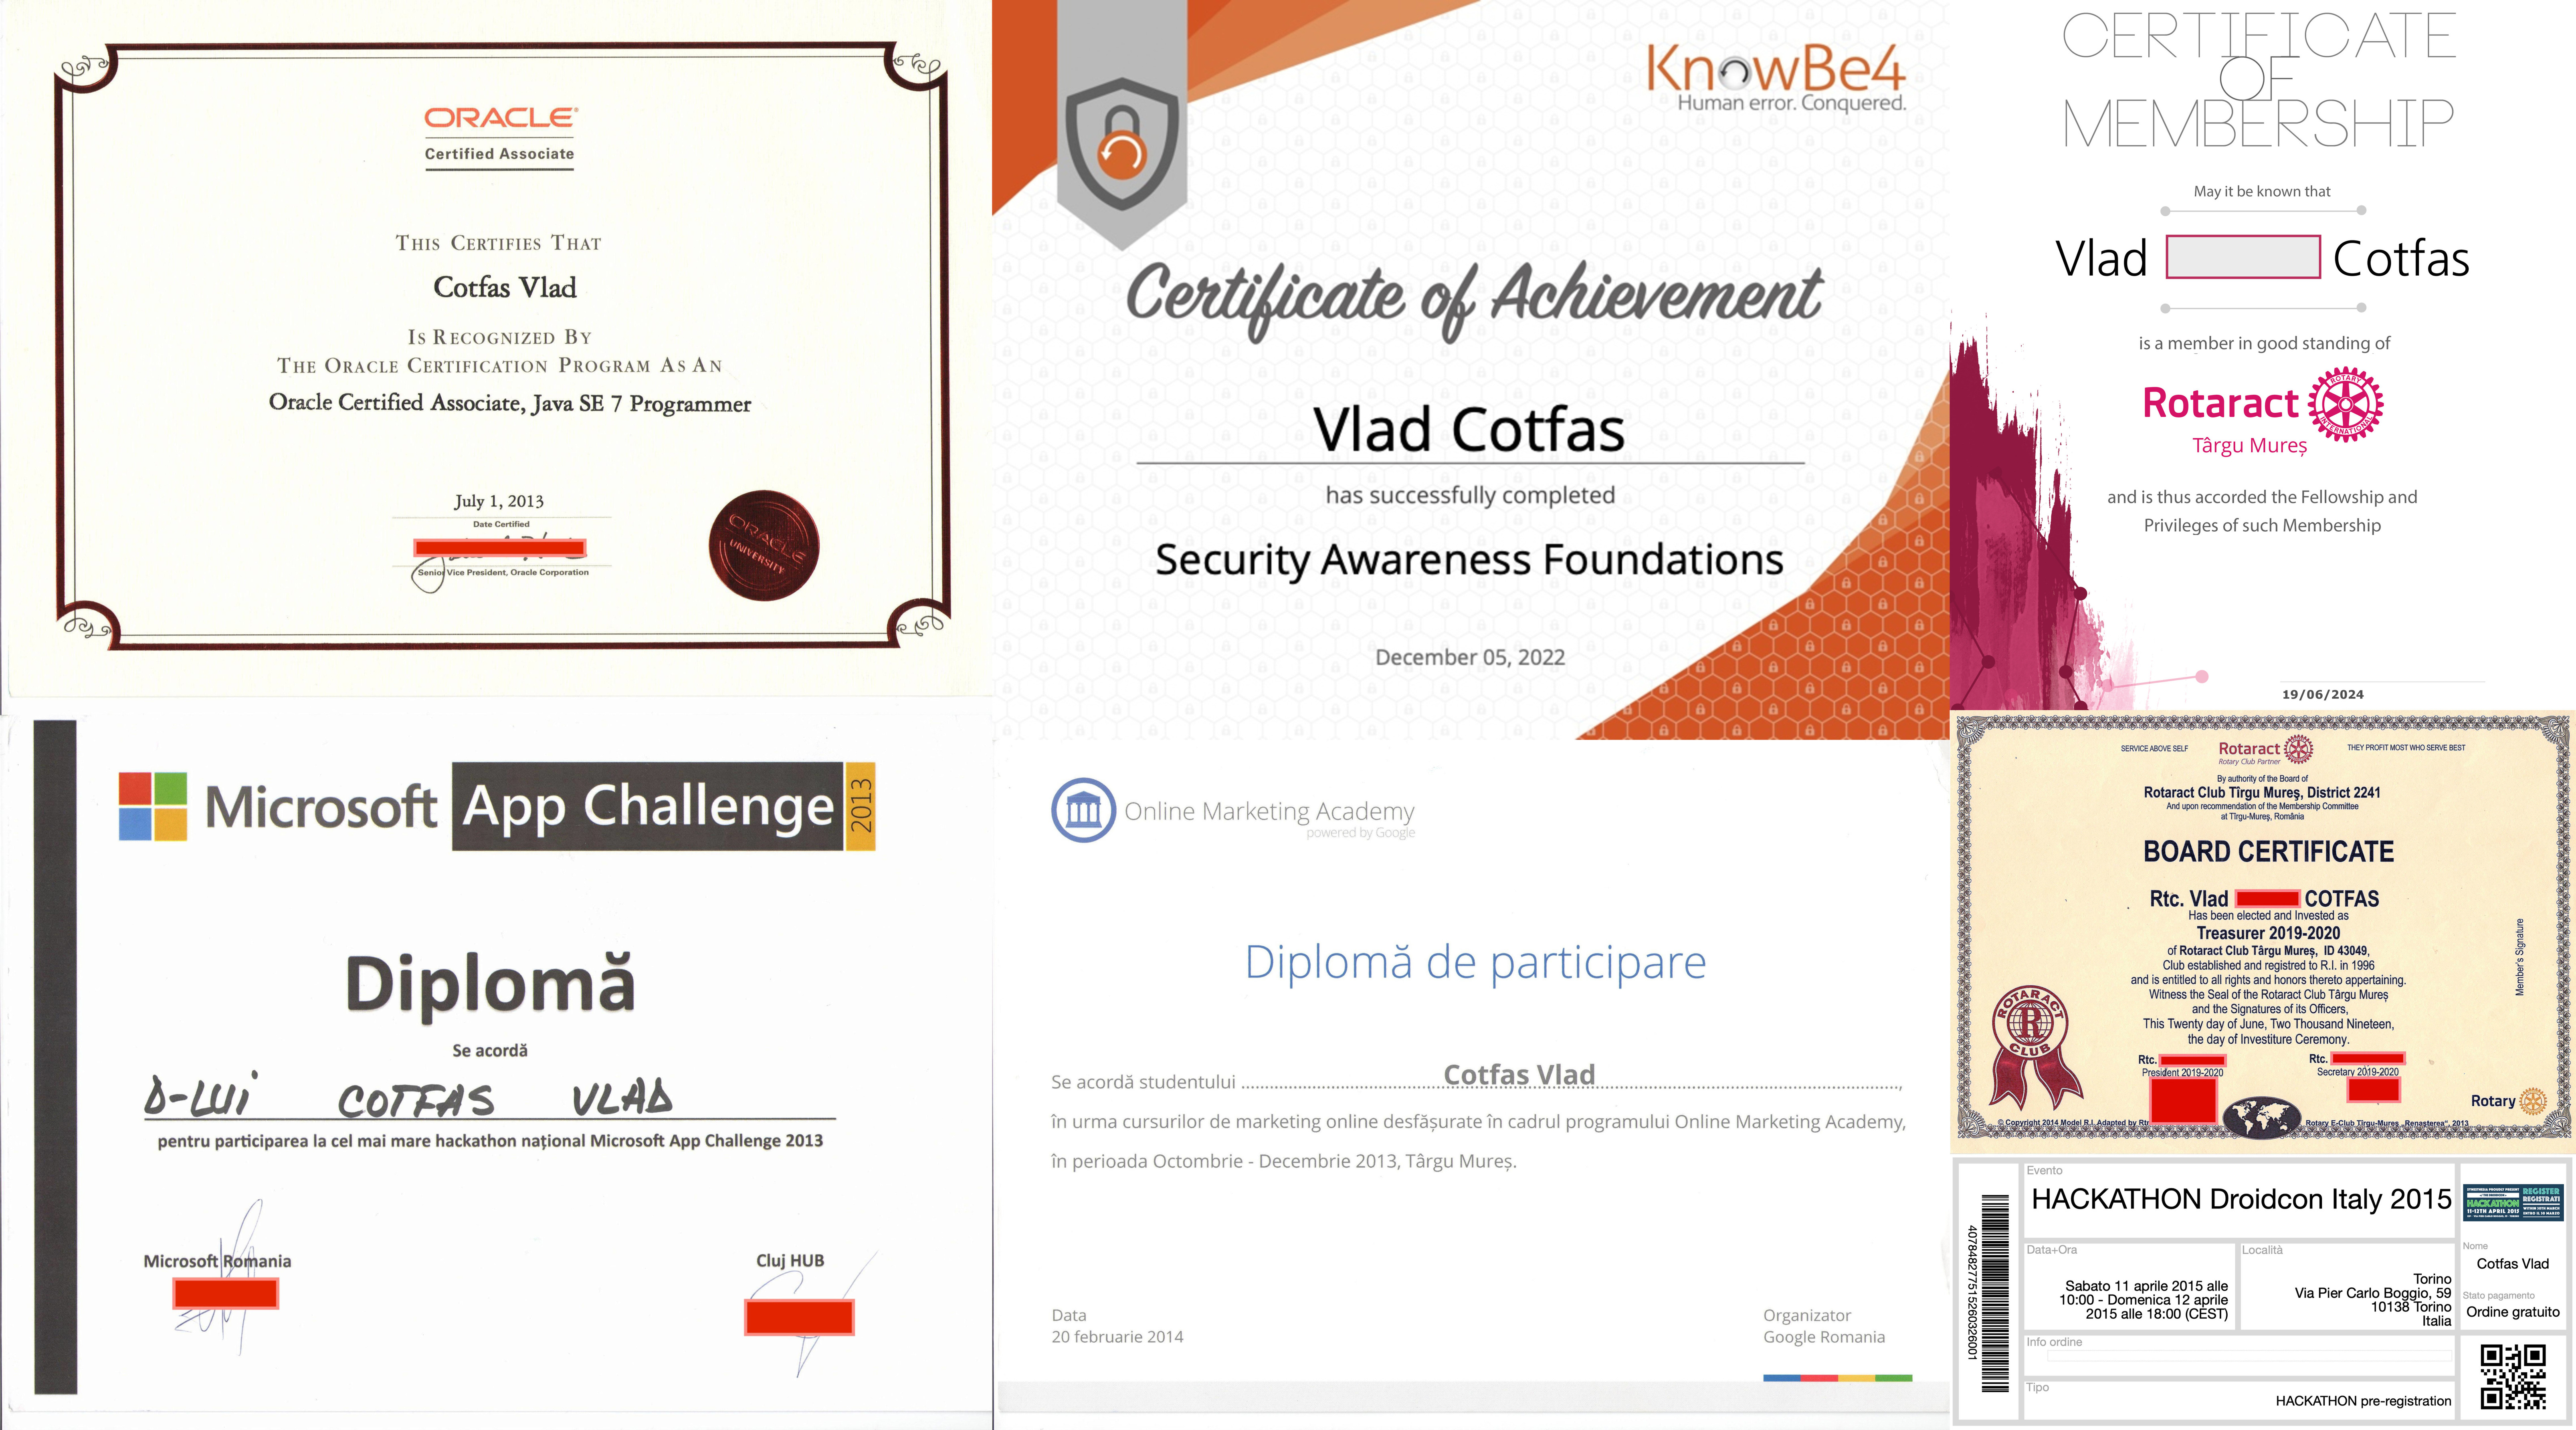 ORACLE
Certified Associate
THIS CERTIFIES THAT
Cotfas Vlad
IS RECOGNIZED BY
THE ORACLE CERTIFICATION PROGRAM AS AN
Oracle Certified Associate, Java SE 7 Programmer
July 1, 2013
Date Certified
Senior Vice President, Oracle Corporation
ORACLE
UNIVERSITY
KnowBe4
Human error. Conquered.
Certificate of Achievement
Vlad Cotfas
has successfully completed
Security Awareness Foundations
December 05, 2022
CERTIFICATE
OF
MEMBERSHIP
May it be known that
Vlad Cotfas
is a member in good standing of
Rotaract
ROTARY
INTERNATIONAL
Târgu Mureș
and is thus accorded the Fellowship and
Privileges of such Membership
19/06/2024
Microsoft App Challenge 2013
Diplomă
Se acordă
D-LUI COTFAS VLAD
pentru participarea la cel mai mare hackathon național Microsoft App Challenge 2013
Microsoft Romania
Cluj HUB
Online Marketing Academy
powered by Google
Diplomă de participare
Se acordă studentului Cotfas Vlad,
în urma cursurilor de marketing online desfășurate în cadrul programului Online Marketing Academy,
în perioada Octombrie - Decembrie 2013, Târgu Mureș.
Data
20 februarie 2014
Organizator
Google Romania
SERVICE ABOVE SELF
Rotaract
Rotary Club Partner
THEY PROFIT MOST WHO SERVE BEST
By authority of the Board of
Rotaract Club Tîrgu Mureș, District 2241
And upon recommendation of the Membership Committee
at Tîrgu-Mureș, România
BOARD CERTIFICATE
Rtc. Vlad COTFAS
Has been elected and Invested as
Treasurer 2019-2020
of Rotaract Club Târgu Mureș, ID 43049,
Club established and registred to R.I. in 1996
and is entitled to all rights and honors thereto appertaining.
Witness the Seal of the Rotaract Club Târgu Mureș
and the Signatures of its Officers,
This Twenty day of June, Two Thousand Nineteen,
the day of Investiture Ceremony.
Member's Signature
ROTARACT
R
CLUB
Rtc.
President 2019-2020
Rtc.
Secretary 2019-2020
Rotary
© Copyright 2014 Model R.I. Adapted by Rtr
Rotary E-Club Tîrgu-Mureș „Renașterea", 2013
Evento
HACKATHON Droidcon Italy 2015
HACKATHON
11-12TH APRIL 2015
REGISTER
REGISTRATI
Data+Ora
Sabato 11 aprile 2015 alle
10:00 - Domenica 12 aprile
2015 alle 18:00 (CEST)
Località
Torino
Via Pier Carlo Boggio, 59
10138 Torino
Italia
Nome
Cotfas Vlad
Stato pagamento
Ordine gratuito
Info ordine
Tipo
HACKATHON pre-registration
407848277515260326001